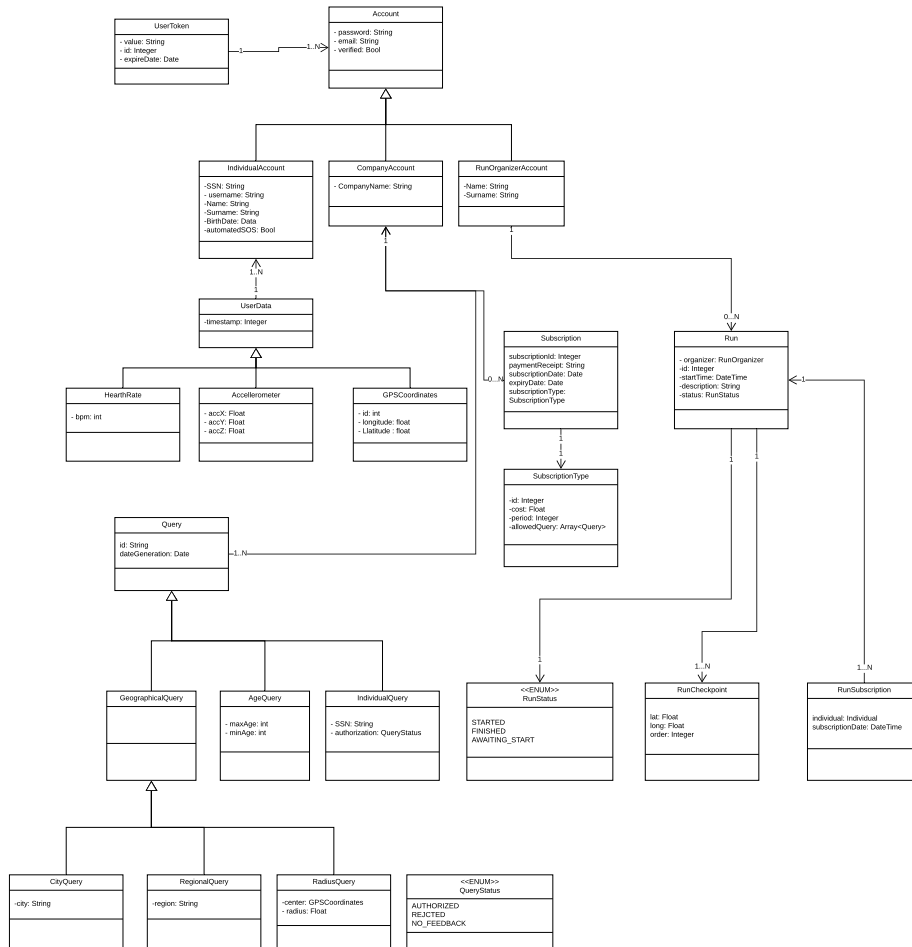 Account
- password: String
- email: String
- verified: Bool
UserToken
- value: String
- id: Integer
- expireDate: Date
1
1..N
IndividualAccount
-SSN: String
- username: String
-Name: String
-Surname: String
-BirthDate: Data
-automatedSOS: Bool
CompanyAccount
- CompanyName: String
RunOrganizerAccount
-Name: String
-Surname: String
1
1
1..N
1
UserData
-timestamp: Integer
0...N
Subscription
subscriptionId: Integer
paymentReceipt: String
subscriptionDate: Date
expiryDate: Date
subscriptionType:
SubscriptionType
0...N
Run
- organizer: RunOrganizer
-id: Integer
-startTime: DateTime
-description: String
-status: RunStatus
1
HearthRate
- bpm: int
Accellerometer
- accX: Float
- accY: Float
- accZ: Float
GPSCoordinates
- id: int
- longitude: float
- Llatitude : float
1
1
1
1
SubscriptionType
-id: Integer
-cost: Float
-period: Integer
-allowedQuery: Array<Query>
Query
id: String
dateGeneration: Date
1..N
1
1...N
1...N
GeographicalQuery
AgeQuery
- maxAge: int
- minAge: int
IndividualQuery
- SSN: String
- authorization: QueryStatus
<<ENUM>>
RunStatus
STARTED
FINISHED
AWAITING_START
RunCheckpoint
lat: Float
long: Float
order: Integer
RunSubscription
individual: Individual
subscriptionDate: DateTime
CityQuery
-city: String
RegionalQuery
-region: String
RadiusQuery
-center: GPSCoordinates
- radius: Float
<<ENUM>>
QueryStatus
AUTHORIZED
REJCTED
NO_FEEDBACK